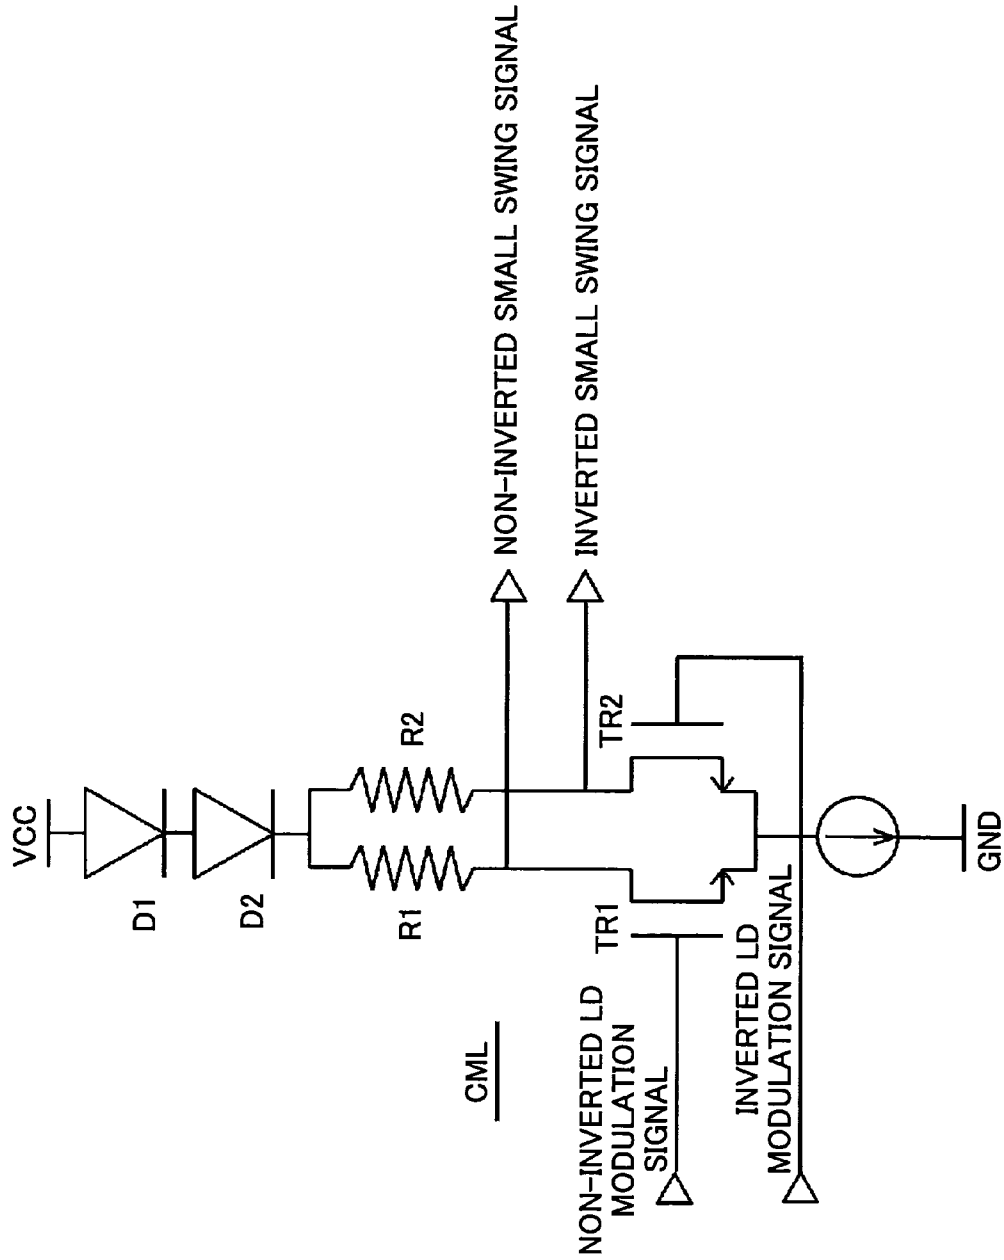 VCC
D1
D2
R1
R2
NON-INVERTED SMALL SWING SIGNAL
INVERTED SMALL SWING SIGNAL
CML
TR1
TR2
NON-INVERTED LD
MODULATION
SIGNAL
INVERTED LD
MODULATION SIGNAL
GND